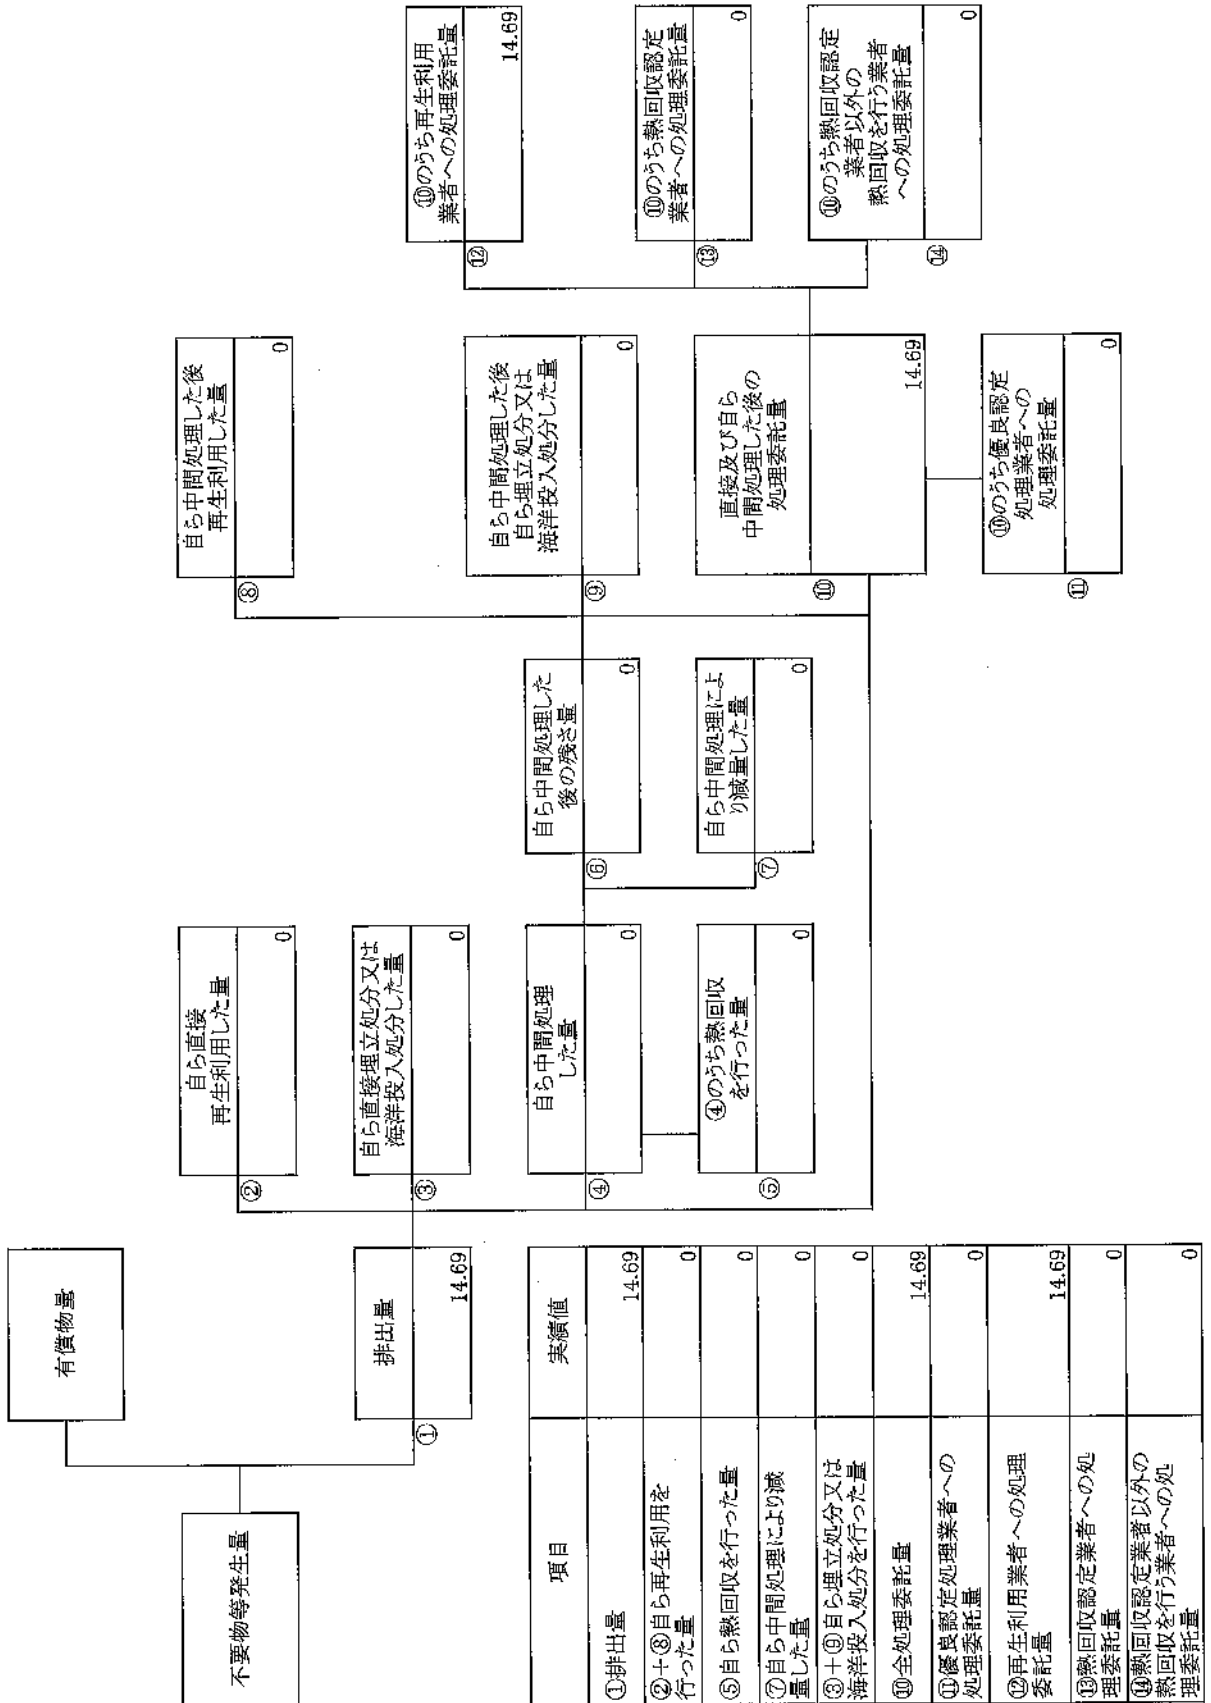 有償物量
不要物等発生量
①
排出量
14.69
②
自ら直接
再生利用した量
0
③
自ら直接埋立処分又は
海洋投入処分した量
0
④
自ら中間処理
した量
0
⑤
④のうち熱回収
を行った量
0
⑥
自ら中間処理した
後の残さ量
0
⑦
自ら中間処理によ
り減量した量
0
⑧
自ら中間処理した後
再生利用した量
0
⑨
自ら中間処理した後
自ら埋立処分又は
海洋投入処分した量
0
⑩
直接及び自ら
中間処理した後の
処理委託量
14.69
⑪
⑩のうち優良認定
処理業者への
処理委託量
0
⑫
⑩のうち再生利用
業者への処理委託量
14.69
⑬
⑩のうち熱回収認定
業者への処理委託量
0
⑭
⑩のうち熱回収認定
業者以外の
熱回収を行う業者
への処理委託量
0
項目 実績値
①排出量 14.69
②+⑧自ら再生利用を
行った量 0
⑤自ら熱回収を行った量 0
⑦自ら中間処理により減
量した量 0
③+⑨自ら埋立処分又は
海洋投入処分を行った量 0
⑩全処理委託量 14.69
⑪優良認定処理業者への
処理委託量 0
⑫再生利用業者への処理
委託量 14.69
⑬熱回収認定業者への処
理委託量 0
⑭熱回収認定業者以外の
熱回収を行う業者への処
理委託量 0